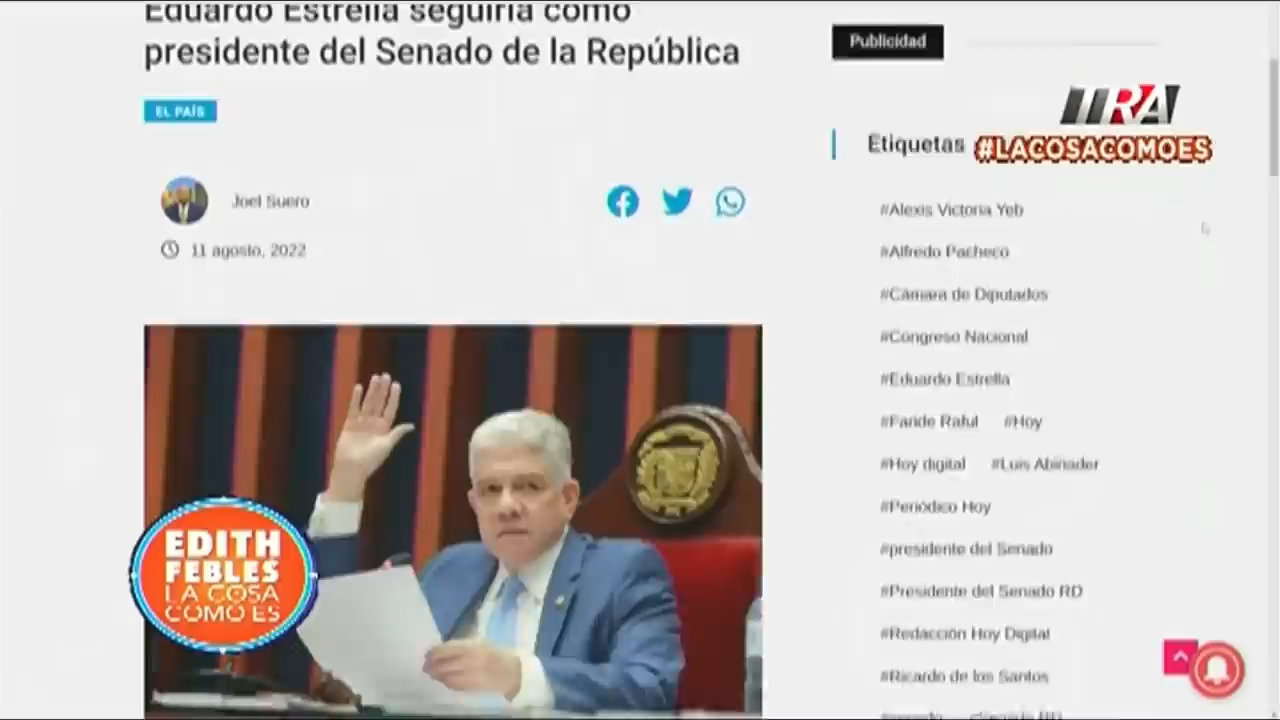 Eduardo Estrella seguiría como
presidente del Senado de la República
EL PAÍS
Joel Suero
11 agosto, 2022
EDITH
FEBLES
LA COSA
COMO ES
Publicidad
TRA
#LACOSACOMOES
Etiquetas
#Alexis Victoria Yeb
#Alfredo Pacheco
#Cámara de Diputados
#Congreso Nacional
#Eduardo Estrella
#Faride Raful #Hoy
#Hoy digital #Luis Abinader
#Periódico Hoy
#presidente del Senado
#Presidente del Senado RD
#Redacción Hoy Digital
#Ricardo de los Santos